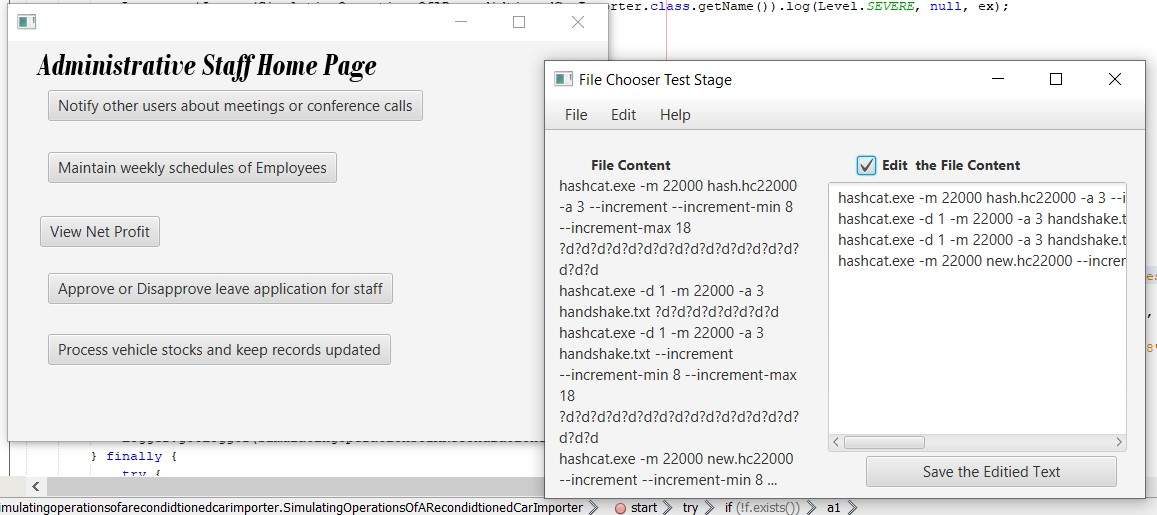 mporter.class.getName()).log(Level.SEVERE, null, ex);
Administrative Staff Home Page
Notify other users about meetings or conference calls
Maintain weekly schedules of Employees
View Net Profit
Approve or Disapprove leave application for staff
Process vehicle stocks and keep records updated
File Chooser Test Stage
File Edit Help
File Content
hashcat.exe -m 22000 hash.hc22000
-a 3 --increment --increment-min 8
--increment-max 18
?d?d?d?d?d?d?d?d?d?d?d?d?d?d?d?
d?d?d
hashcat.exe -d 1 -m 22000 -a 3
handshake.txt ?d?d?d?d?d?d?d?d
hashcat.exe -d 1 -m 22000 -a 3
handshake.txt --increment
--increment-min 8 --increment-max
18
?d?d?d?d?d?d?d?d?d?d?d?d?d?d?d?
d?d?d
hashcat.exe -m 22000 new.hc22000
--increment --increment-min 8 ...
Edit the File Content
hashcat.exe -m 22000 hash.hc22000 -a 3 --i
hashcat.exe -d 1 -m 22000 -a 3 handshake.t
hashcat.exe -d 1 -m 22000 -a 3 handshake.t
hashcat.exe -m 22000 new.hc22000 --increr
Save the Editied Text
} finally {
try {
imulatingoperationsofarecondidtionedcarimporter.SimulatingOperationsOfARecondidtionedCarImporter start try if (!f.exists()) a1